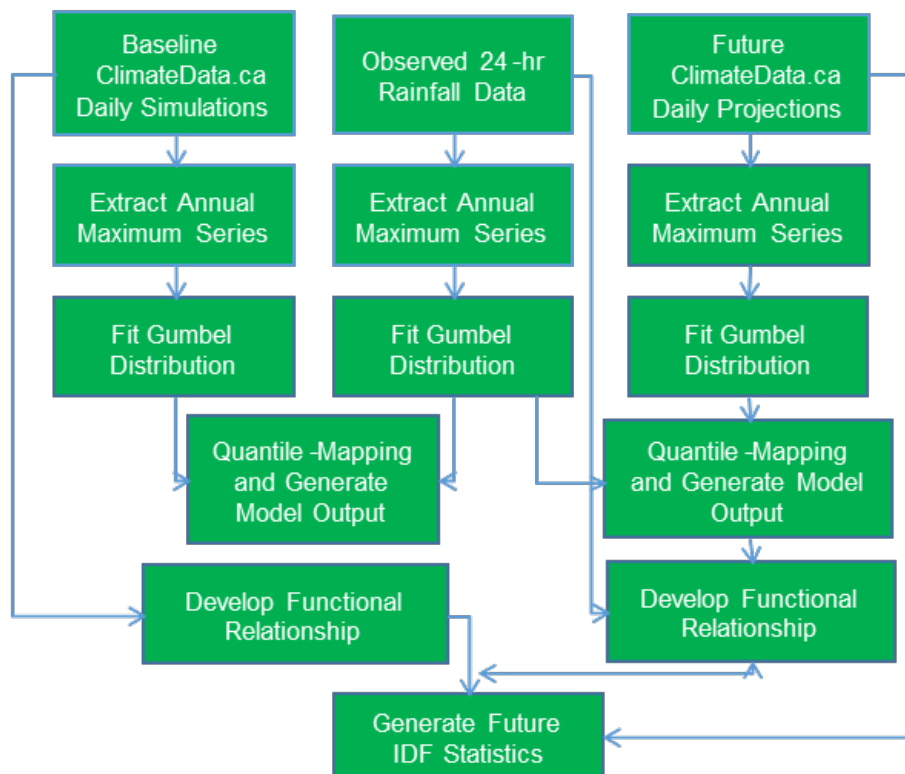 Baseline
ClimateData.ca
Daily Simulations
Observed 24-hr
Rainfall Data
Future
ClimateData.ca
Daily Projections
Extract Annual
Maximum Series
Extract Annual
Maximum Series
Extract Annual
Maximum Series
Fit Gumbel
Distribution
Fit Gumbel
Distribution
Fit Gumbel
Distribution
Quantile-Mapping
and Generate
Model Output
Quantile-Mapping
and Generate Model
Output
Develop Functional
Relationship
Develop Functional
Relationship
Generate Future
IDF Statistics